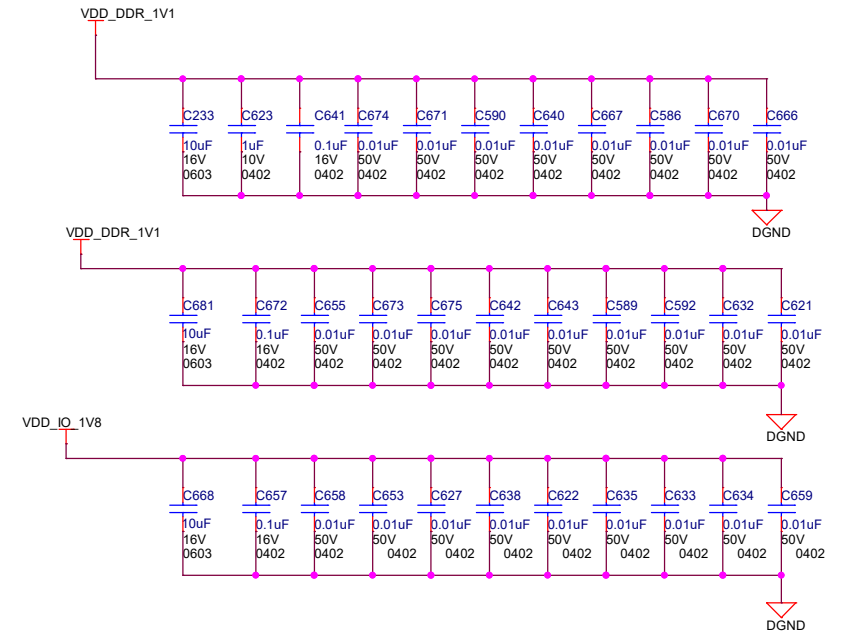 VDD_DDR_1V1
C233 C623 C641 C674 C671 C590 C640 C667 C586 C670 C666
10uF 1uF 0.1uF 0.01uF 0.01uF 0.01uF 0.01uF 0.01uF 0.01uF 0.01uF 0.01uF
16V 10V 16V 50V 50V 50V 50V 50V 50V 50V 50V
0603 0402 0402 0402 0402 0402 0402 0402 0402 0402 0402
DGND
VDD_DDR_1V1
C681 C672 C655 C673 C675 C642 C643 C589 C592 C632 C621
10uF 0.1uF 0.01uF 0.01uF 0.01uF 0.01uF 0.01uF 0.01uF 0.01uF 0.01uF 0.01uF
16V 16V 50V 50V 50V 50V 50V 50V 50V 50V 50V
0603 0402 0402 0402 0402 0402 0402 0402 0402 0402 0402
DGND
VDD_IO_1V8
C668 C657 C658 C653 C627 C638 C622 C635 C633 C634 C659
10uF 0.1uF 0.01uF 0.01uF 0.01uF 0.01uF 0.01uF 0.01uF 0.01uF 0.01uF 0.01uF
16V 16V 50V 50V 50V 50V 50V 50V 50V 50V 50V
0603 0402 0402 0402 0402 0402 0402 0402 0402 0402 0402
DGND